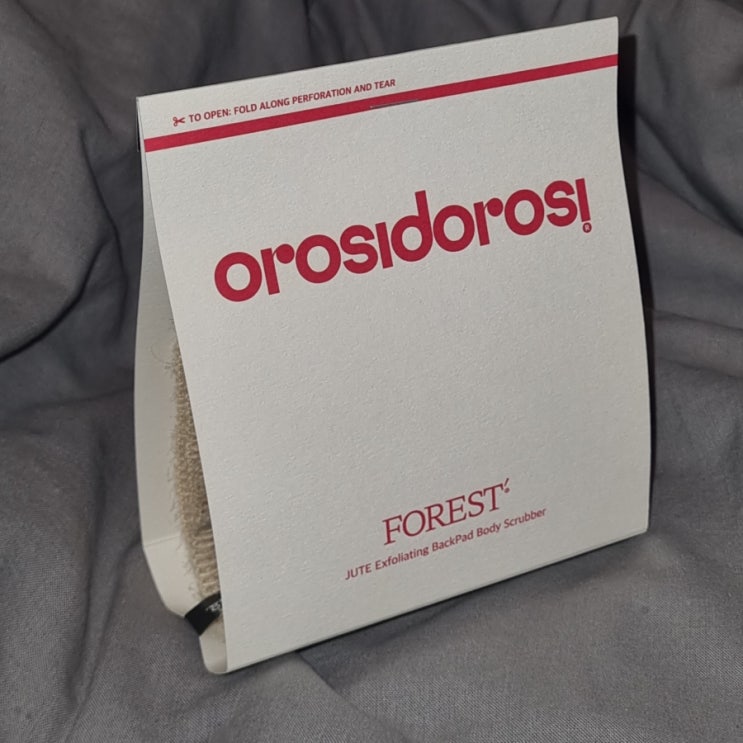 TO OPEN: FOLD ALONG PERFORATION AND TEAR
orosidorosi®
FOREST'
JUTE Exfoliating BackPad Body Scrubber